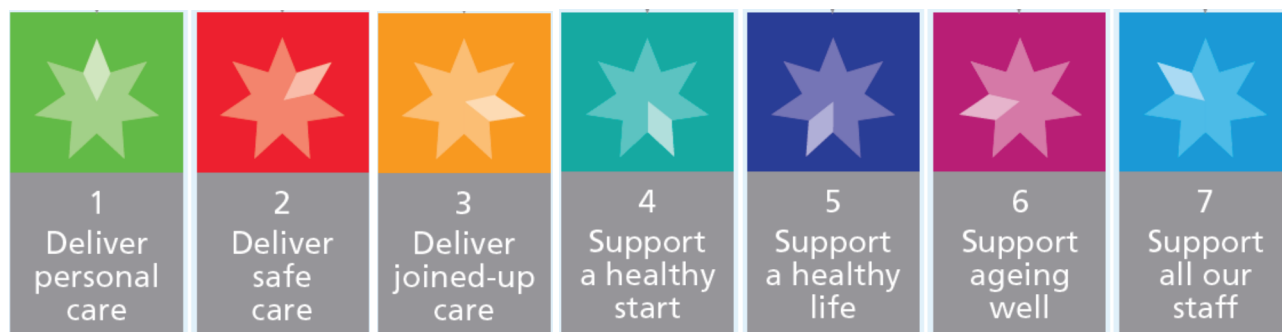 1
Deliver
personal
care
2
Deliver
safe
care
3
Deliver
joined-up
care
4
Support
a healthy
start
5
Support
a healthy
life
6
Support
ageing
well
7
Support
all our
staff